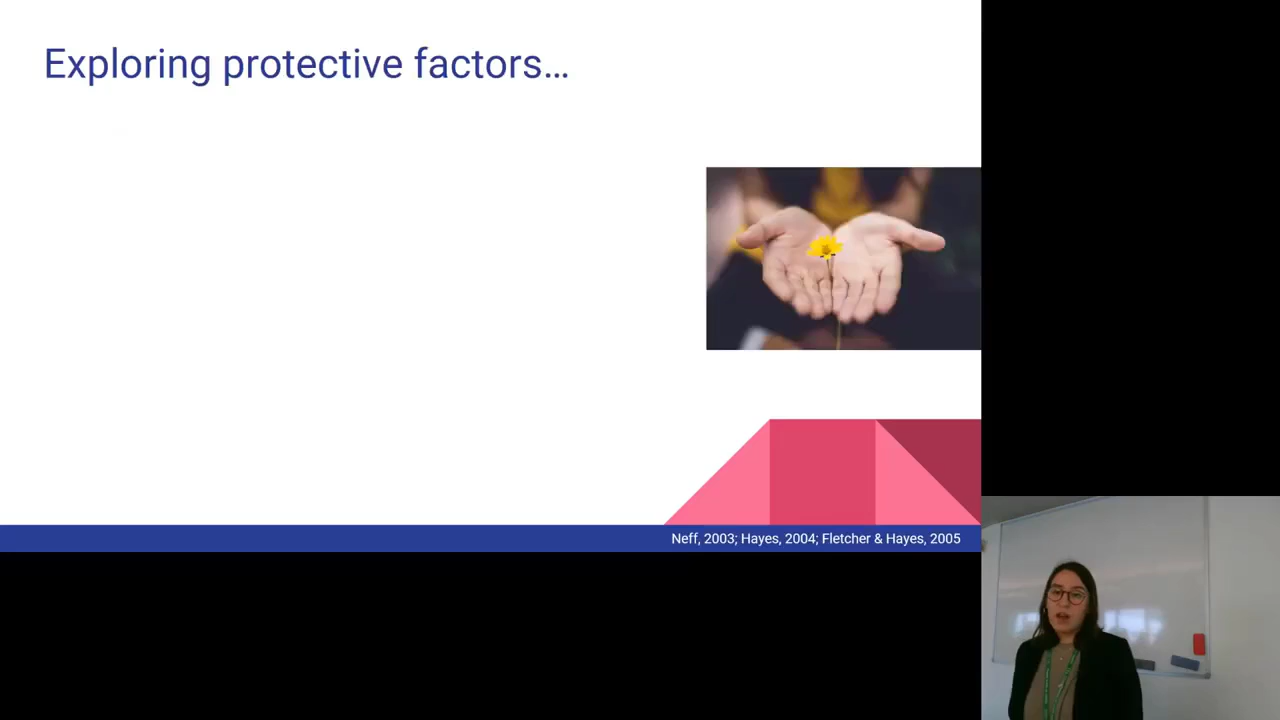 Exploring protective factors…
Neff, 2003; Hayes, 2004; Fletcher & Hayes, 2005